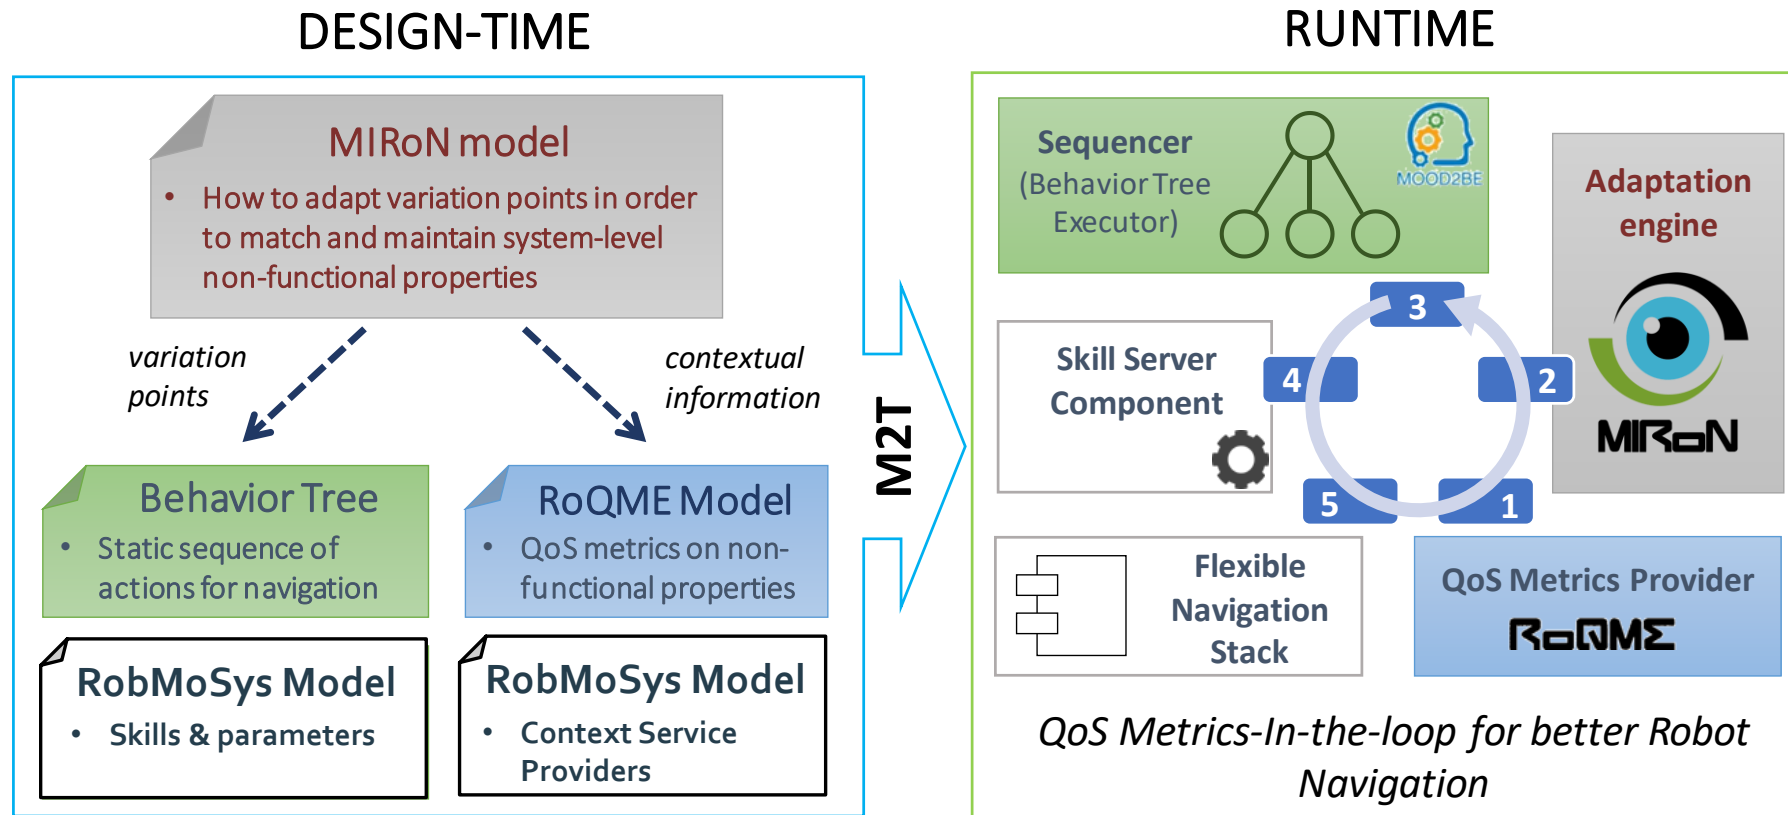 DESIGN-TIME
MIRoN model
• How to adapt variation points in order
to match and maintain system-level
non-functional properties
variation
points
contextual
information
Behavior Tree
• Static sequence of
actions for navigation
RoQME Model
• QoS metrics on non-
functional properties
RobMoSys Model
• Skills & parameters
RobMoSys Model
• Context Service
Providers
M2T
RUNTIME
Sequencer
(Behavior Tree
Executor)
MOOD2BE
Adaptation
engine
MIRoN
Skill Server
Component
3
4
2
5
1
Flexible
Navigation
Stack
QoS Metrics Provider
RoQME
QoS Metrics-In-the-loop for better Robot
Navigation